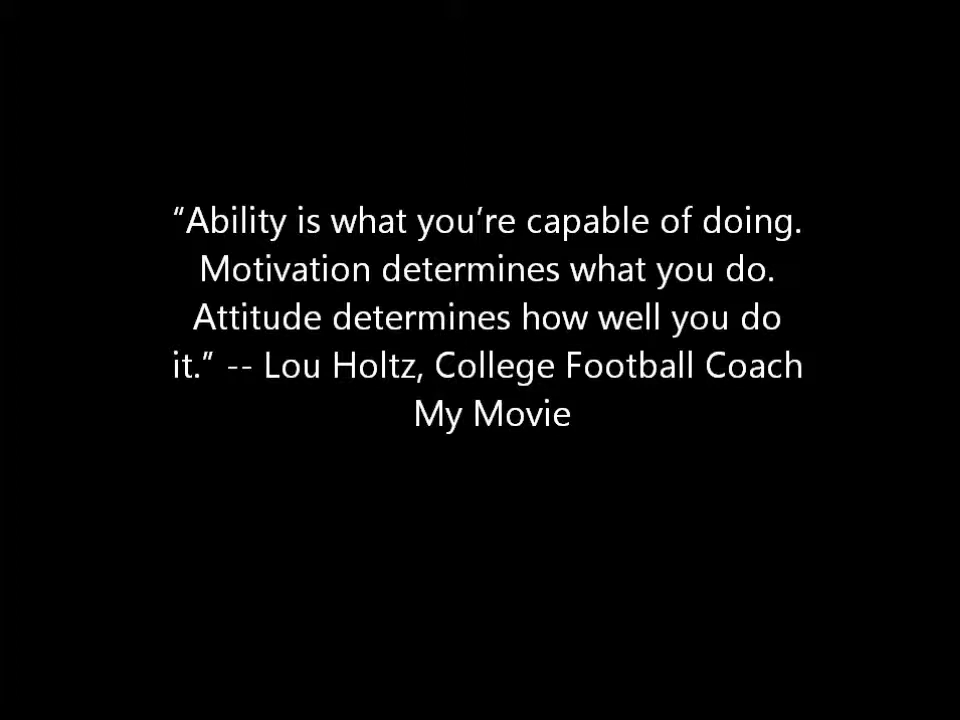 “Ability is what you’re capable of doing.
Motivation determines what you do.
Attitude determines how well you do
it.” -- Lou Holtz, College Football Coach
My Movie